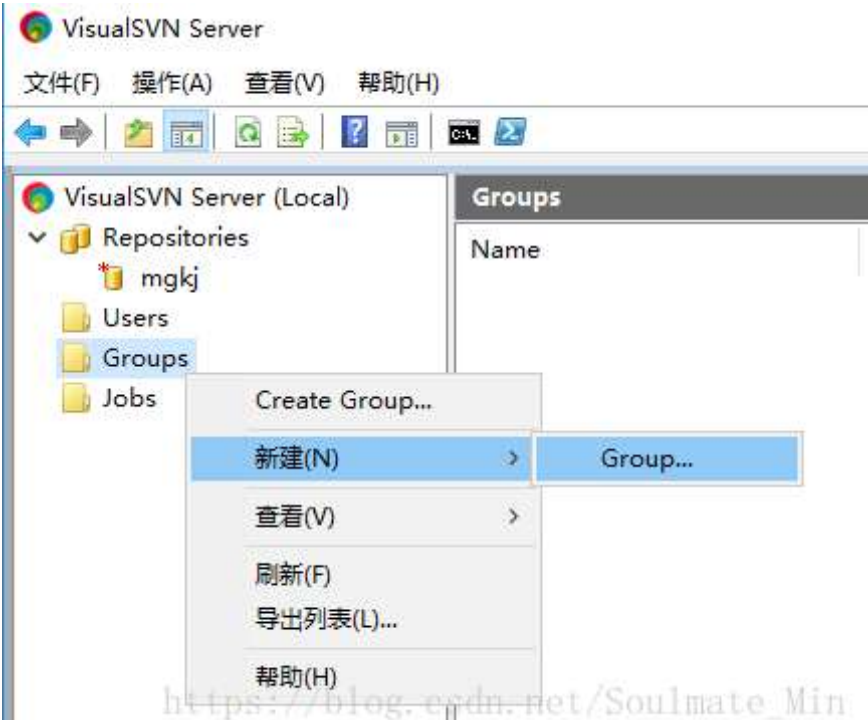 VisualSVN Server
文件(F) 操作(A) 查看(V) 帮助(H)
VisualSVN Server (Local)
Repositories
mgkj
Users
Groups
Jobs
Groups
Name
Create Group...
新建(N)
Group...
查看(V)
刷新(F)
导出列表(L)...
帮助(H)
https://blog.csdn.net/Soulmate_Min